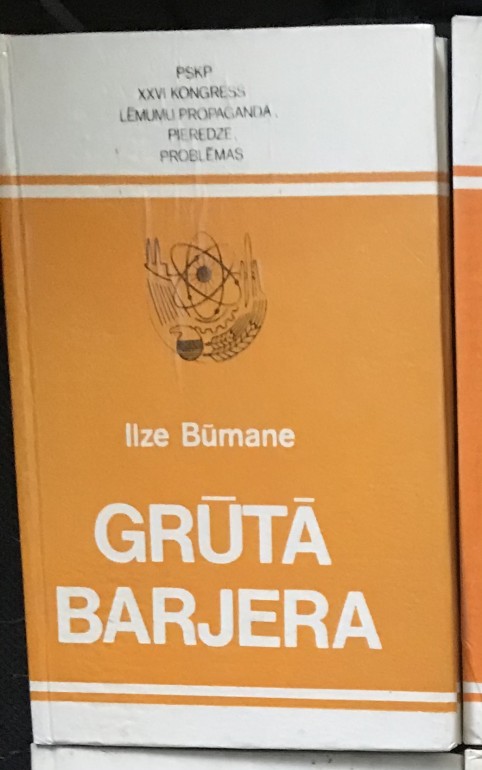 PSKP
XXVI KONGRESS
LĒMUMU PROPAGANDA.
PIEREDZE.
PROBLĒMAS
Ilze Būmane
GRŪTĀ
BARJERA